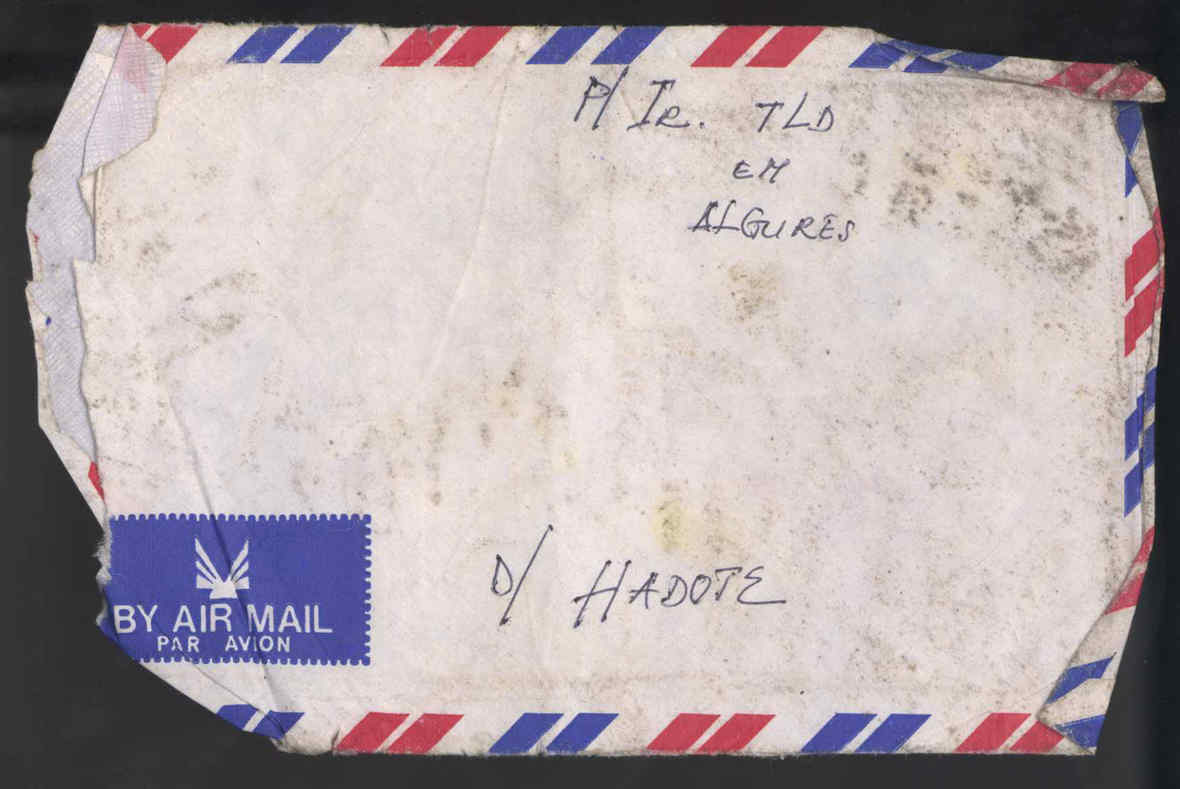 P/ Ir. TLD
EM
ALGURES
D/ HADOTE
BY AIR MAIL
PAR AVION